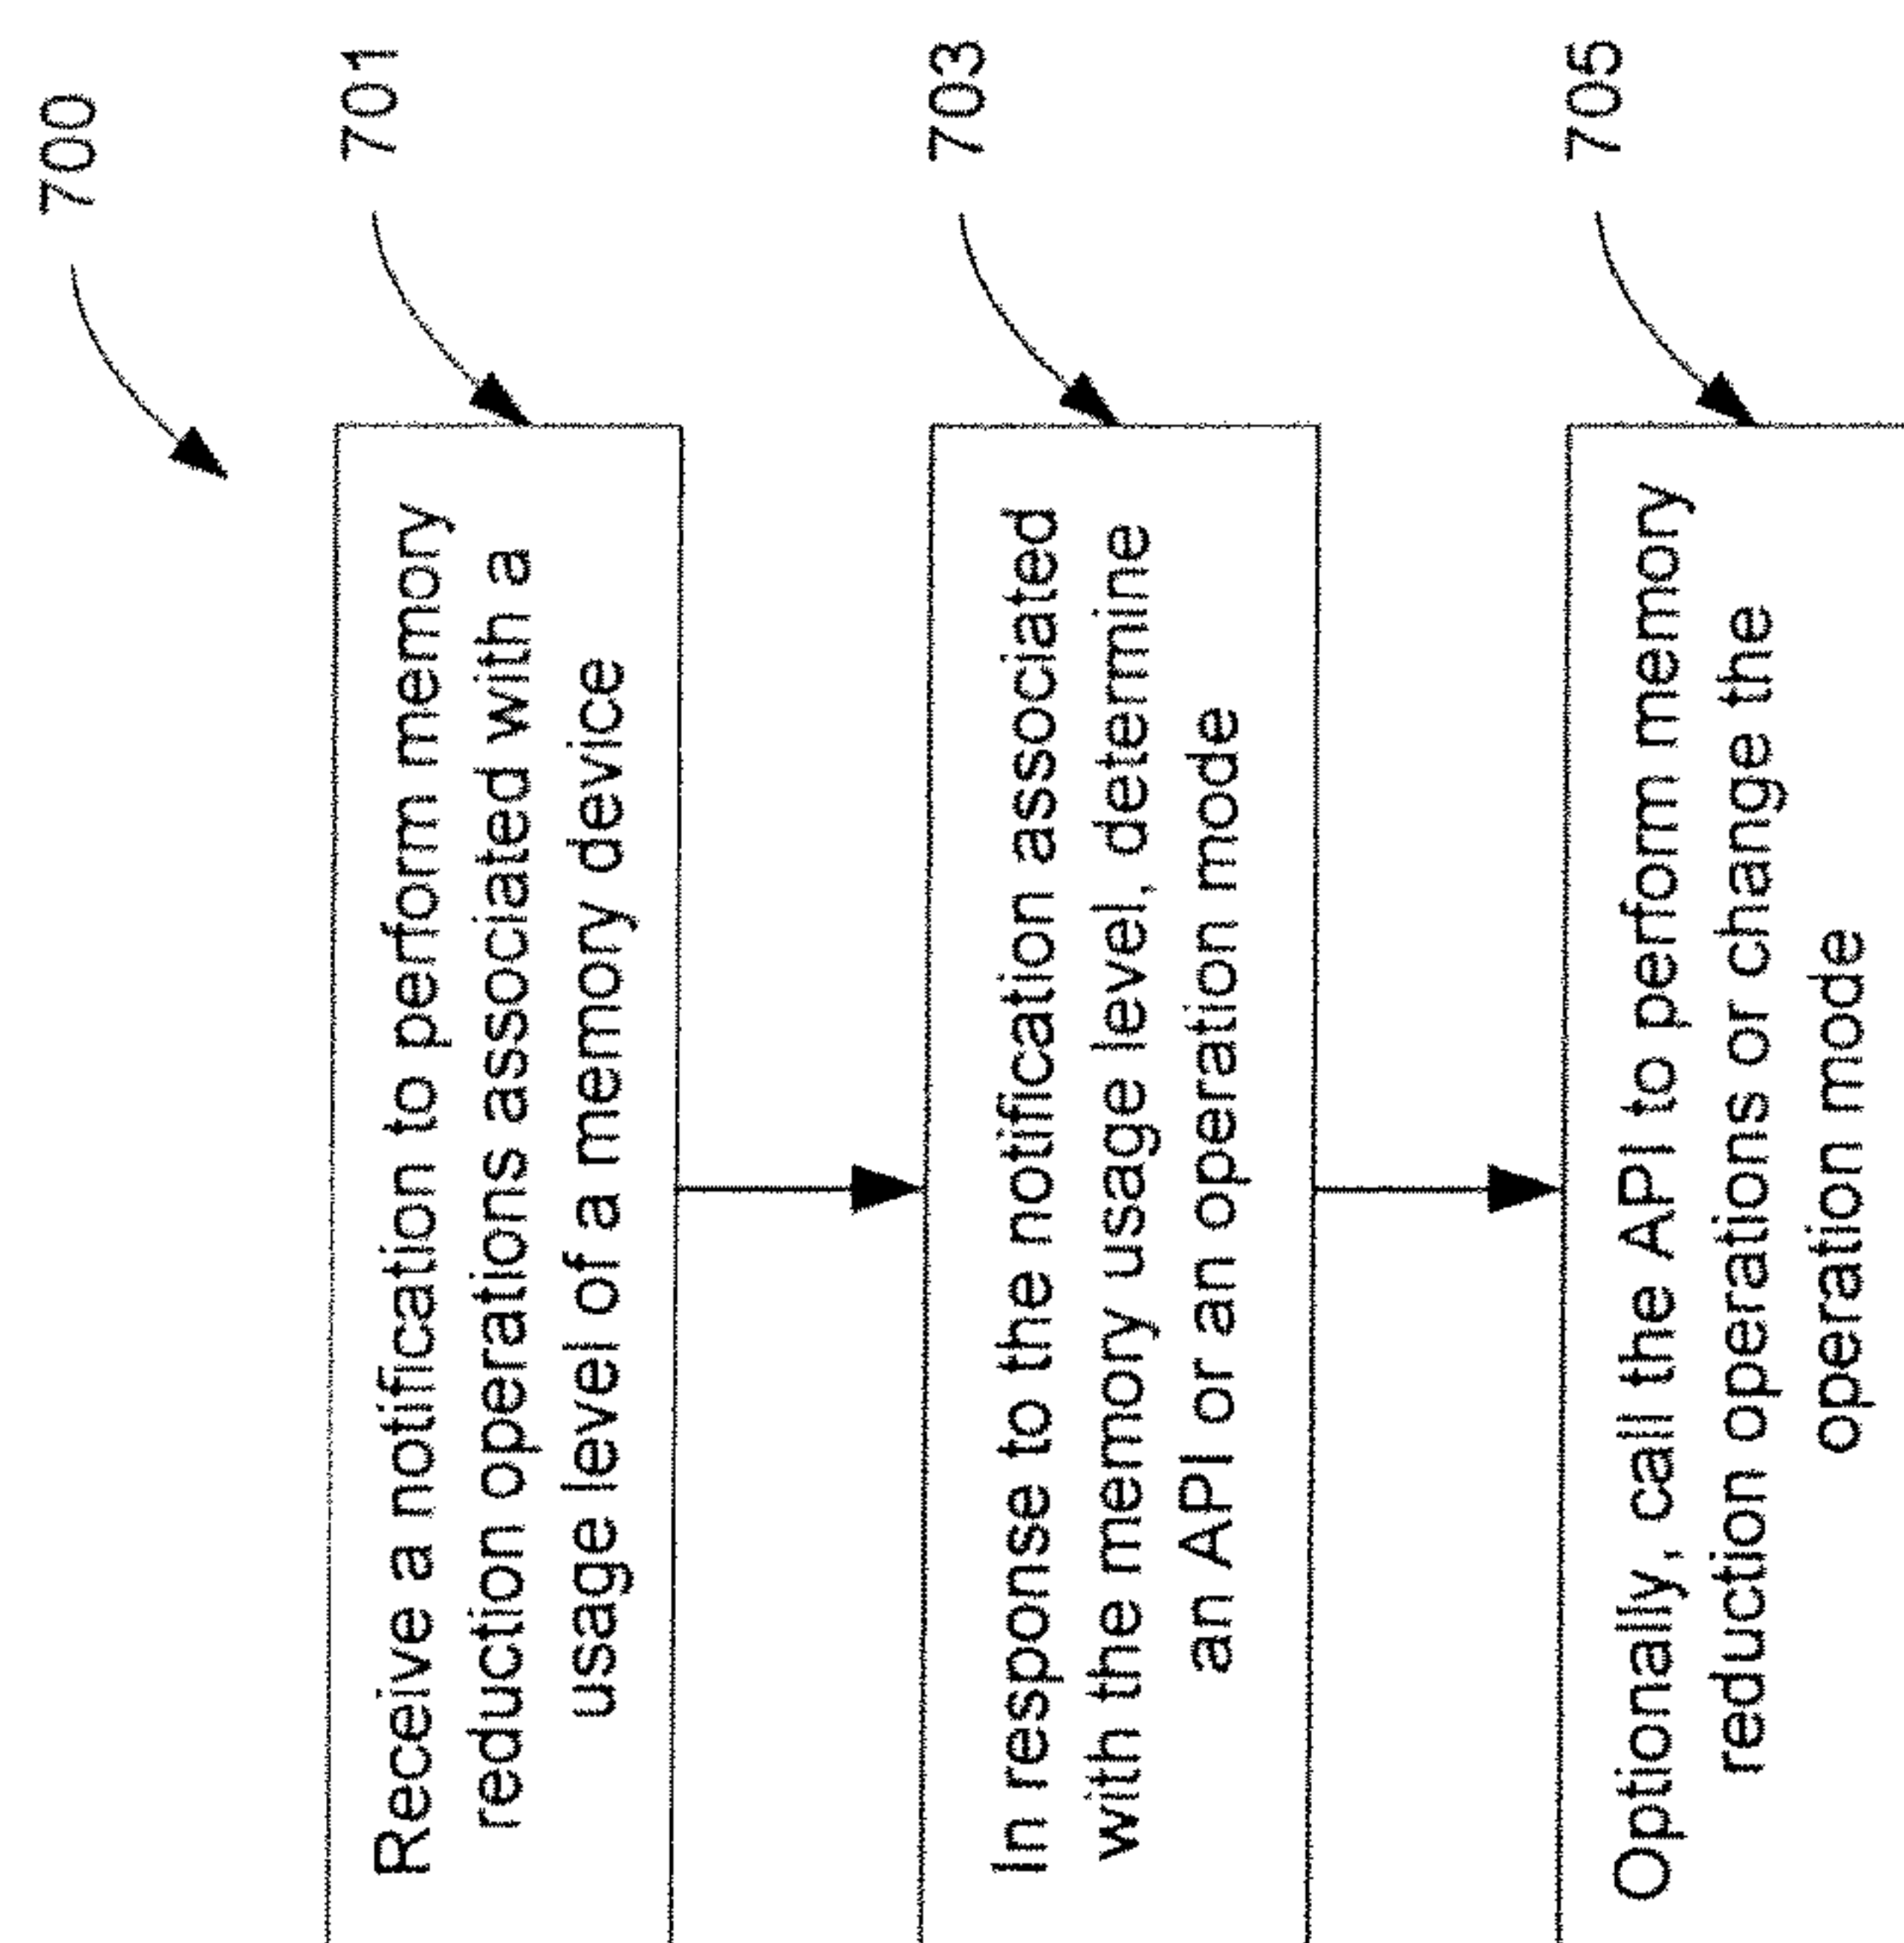 700
701
Receive a notification to perform memory
reduction operations associated with a
usage level of a memory device
703
In response to the notification associated
with the memory usage level, determine
an API or an operation mode
705
Optionally, call the API to perform memory
reduction operations or change the
operation mode